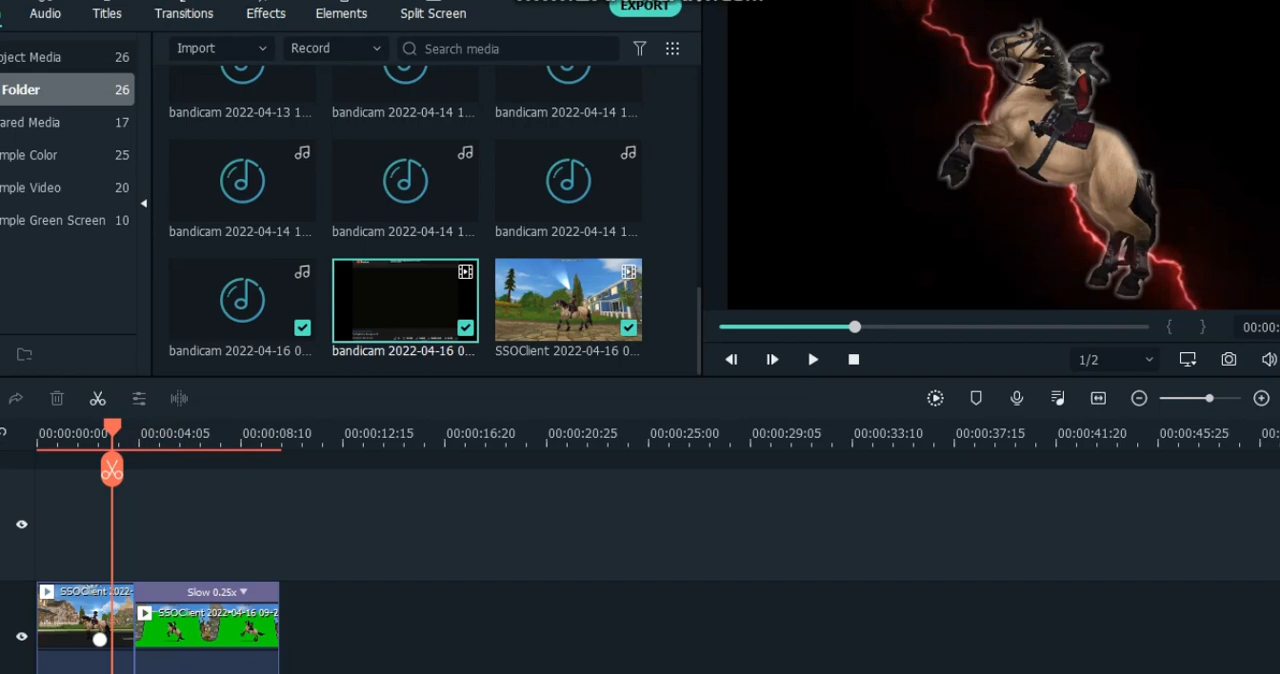 Audio Titles Transitions Effects Elements Split Screen
EXPORT
Import Record Search media
oject Media 26
Folder 26
ared Media 17
mple Color 25
mple Video 20
mple Green Screen 10
bandicam 2022-04-13 1... bandicam 2022-04-14 1... bandicam 2022-04-14 1...
bandicam 2022-04-14 1... bandicam 2022-04-14 1... bandicam 2022-04-14 1...
bandicam 2022-04-16 0... bandicam 2022-04-16 0... SSOClient 2022-04-16 0...
{ } 00:00:
1/2
00:00:00:00 00:00:04:05 00:00:08:10 00:00:12:15 00:00:16:20 00:00:20:25 00:00:25:00 00:00:29:05 00:00:33:10 00:00:37:15 00:00:41:20 00:00:45:25 00:
Slow 0.25x
SSOClient 2022- SSOClient 2022-04-16 09-2